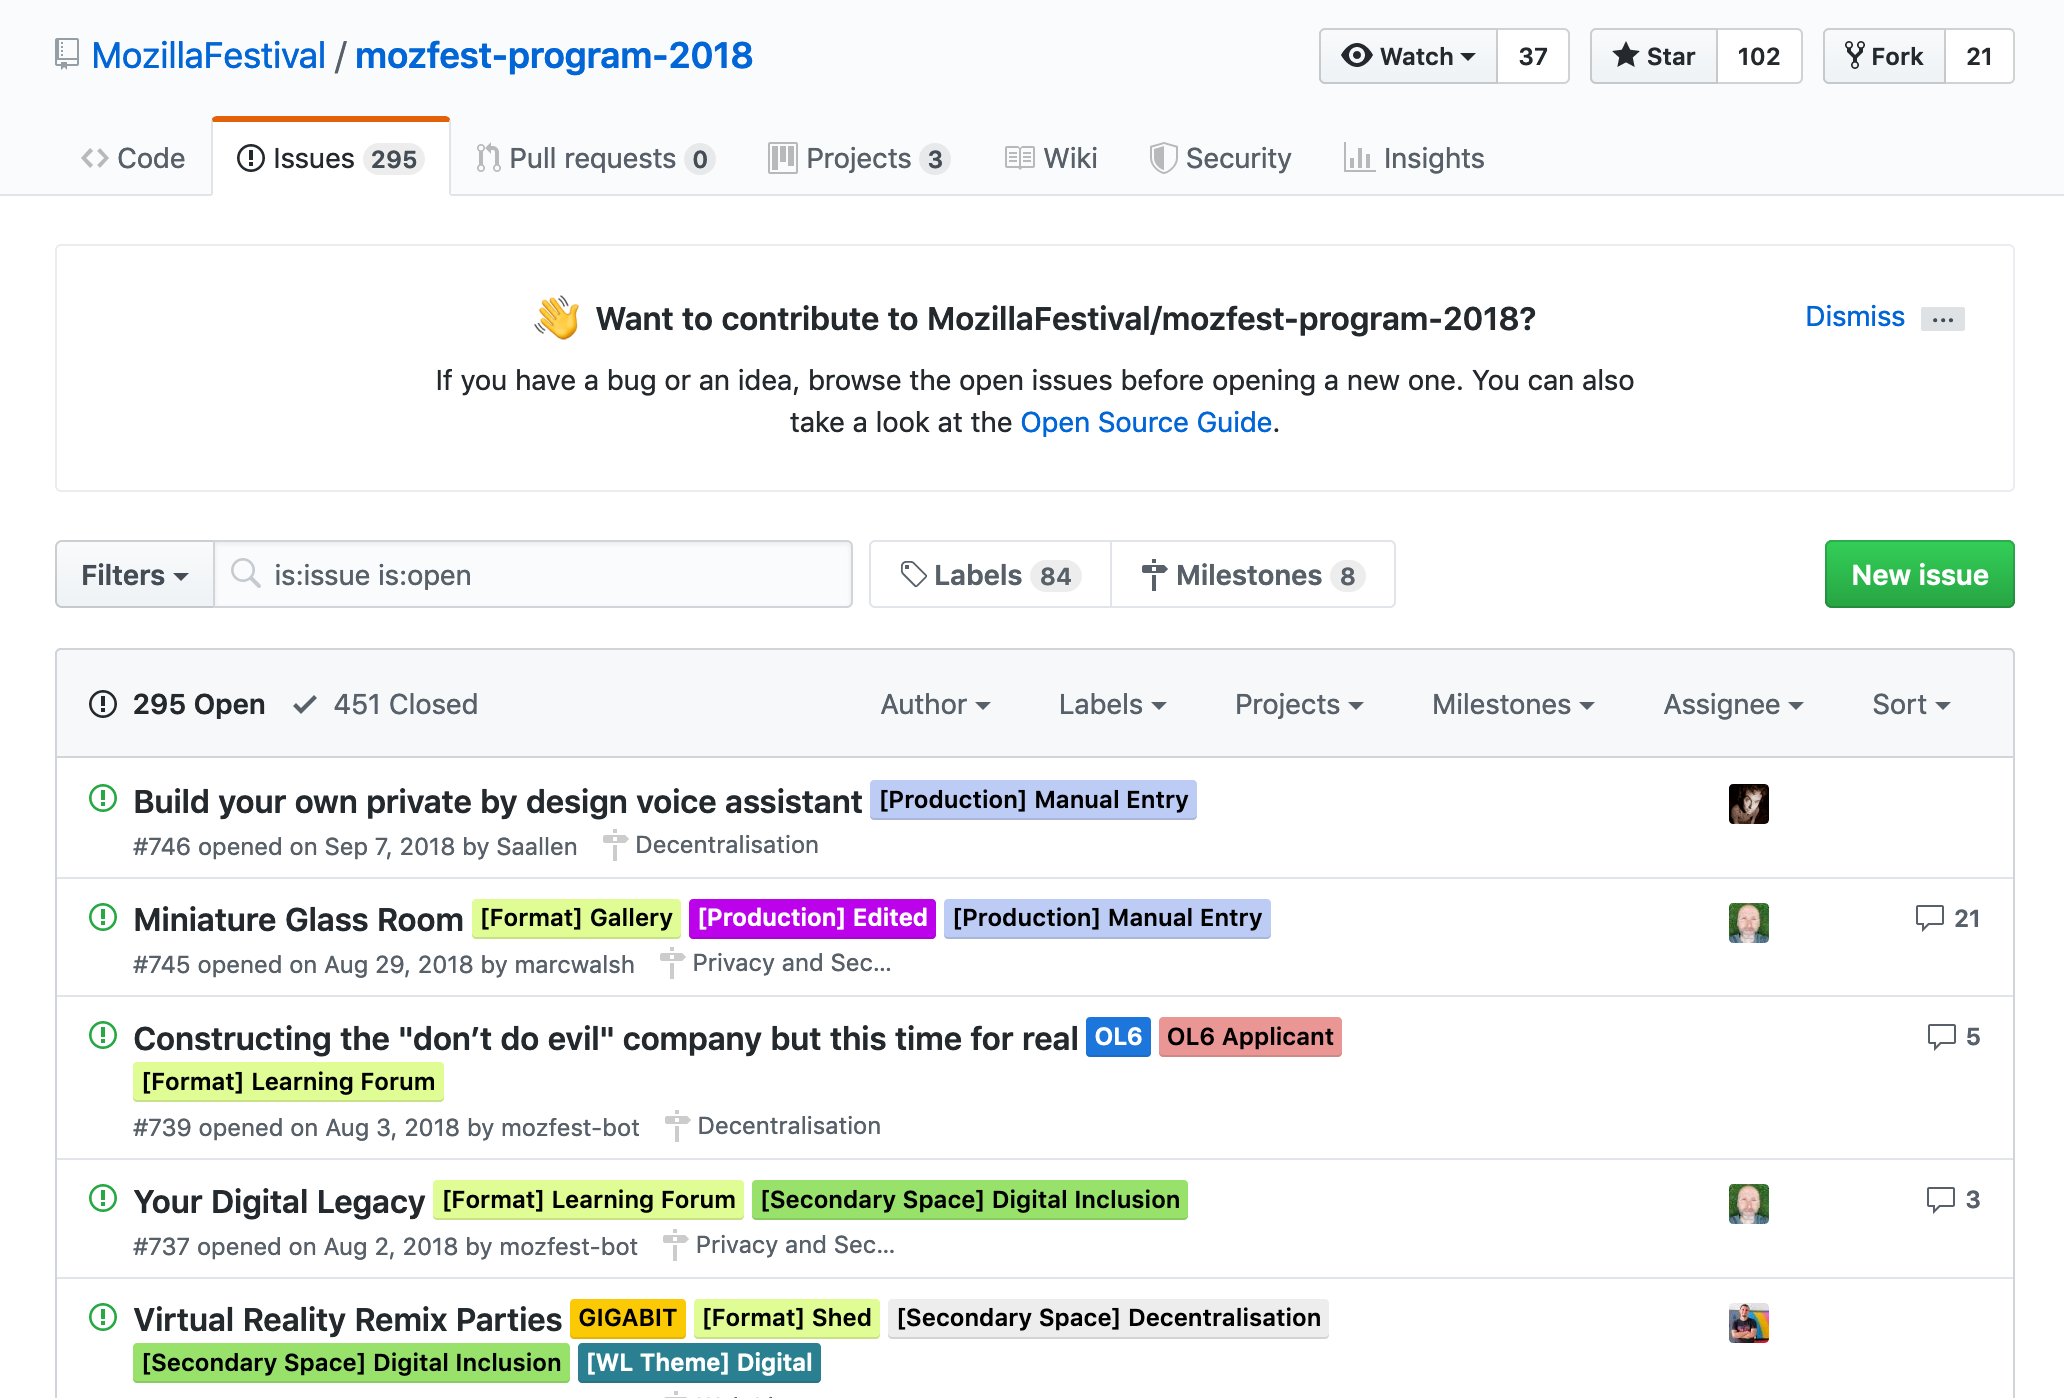 MozillaFestival / mozfest-program-2018
Watch 37 Star 102 Fork 21
Code Issues 295 Pull requests 0 Projects 3 Wiki Security Insights
Want to contribute to MozillaFestival/mozfest-program-2018?
Dismiss ...
If you have a bug or an idea, browse the open issues before opening a new one. You can also
take a look at the Open Source Guide.
Filters is:issue is:open Labels 84 Milestones 8 New issue
295 Open 451 Closed Author Labels Projects Milestones Assignee Sort
Build your own private by design voice assistant [Production] Manual Entry
#746 opened on Sep 7, 2018 by Saallen Decentralisation
Miniature Glass Room [Format] Gallery [Production] Edited [Production] Manual Entry 21
#745 opened on Aug 29, 2018 by marcwalsh Privacy and Sec...
Constructing the "don’t do evil" company but this time for real OL6 OL6 Applicant 5
[Format] Learning Forum
#739 opened on Aug 3, 2018 by mozfest-bot Decentralisation
Your Digital Legacy [Format] Learning Forum [Secondary Space] Digital Inclusion 3
#737 opened on Aug 2, 2018 by mozfest-bot Privacy and Sec...
Virtual Reality Remix Parties GIGABIT [Format] Shed [Secondary Space] Decentralisation
[Secondary Space] Digital Inclusion [WL Theme] Digital